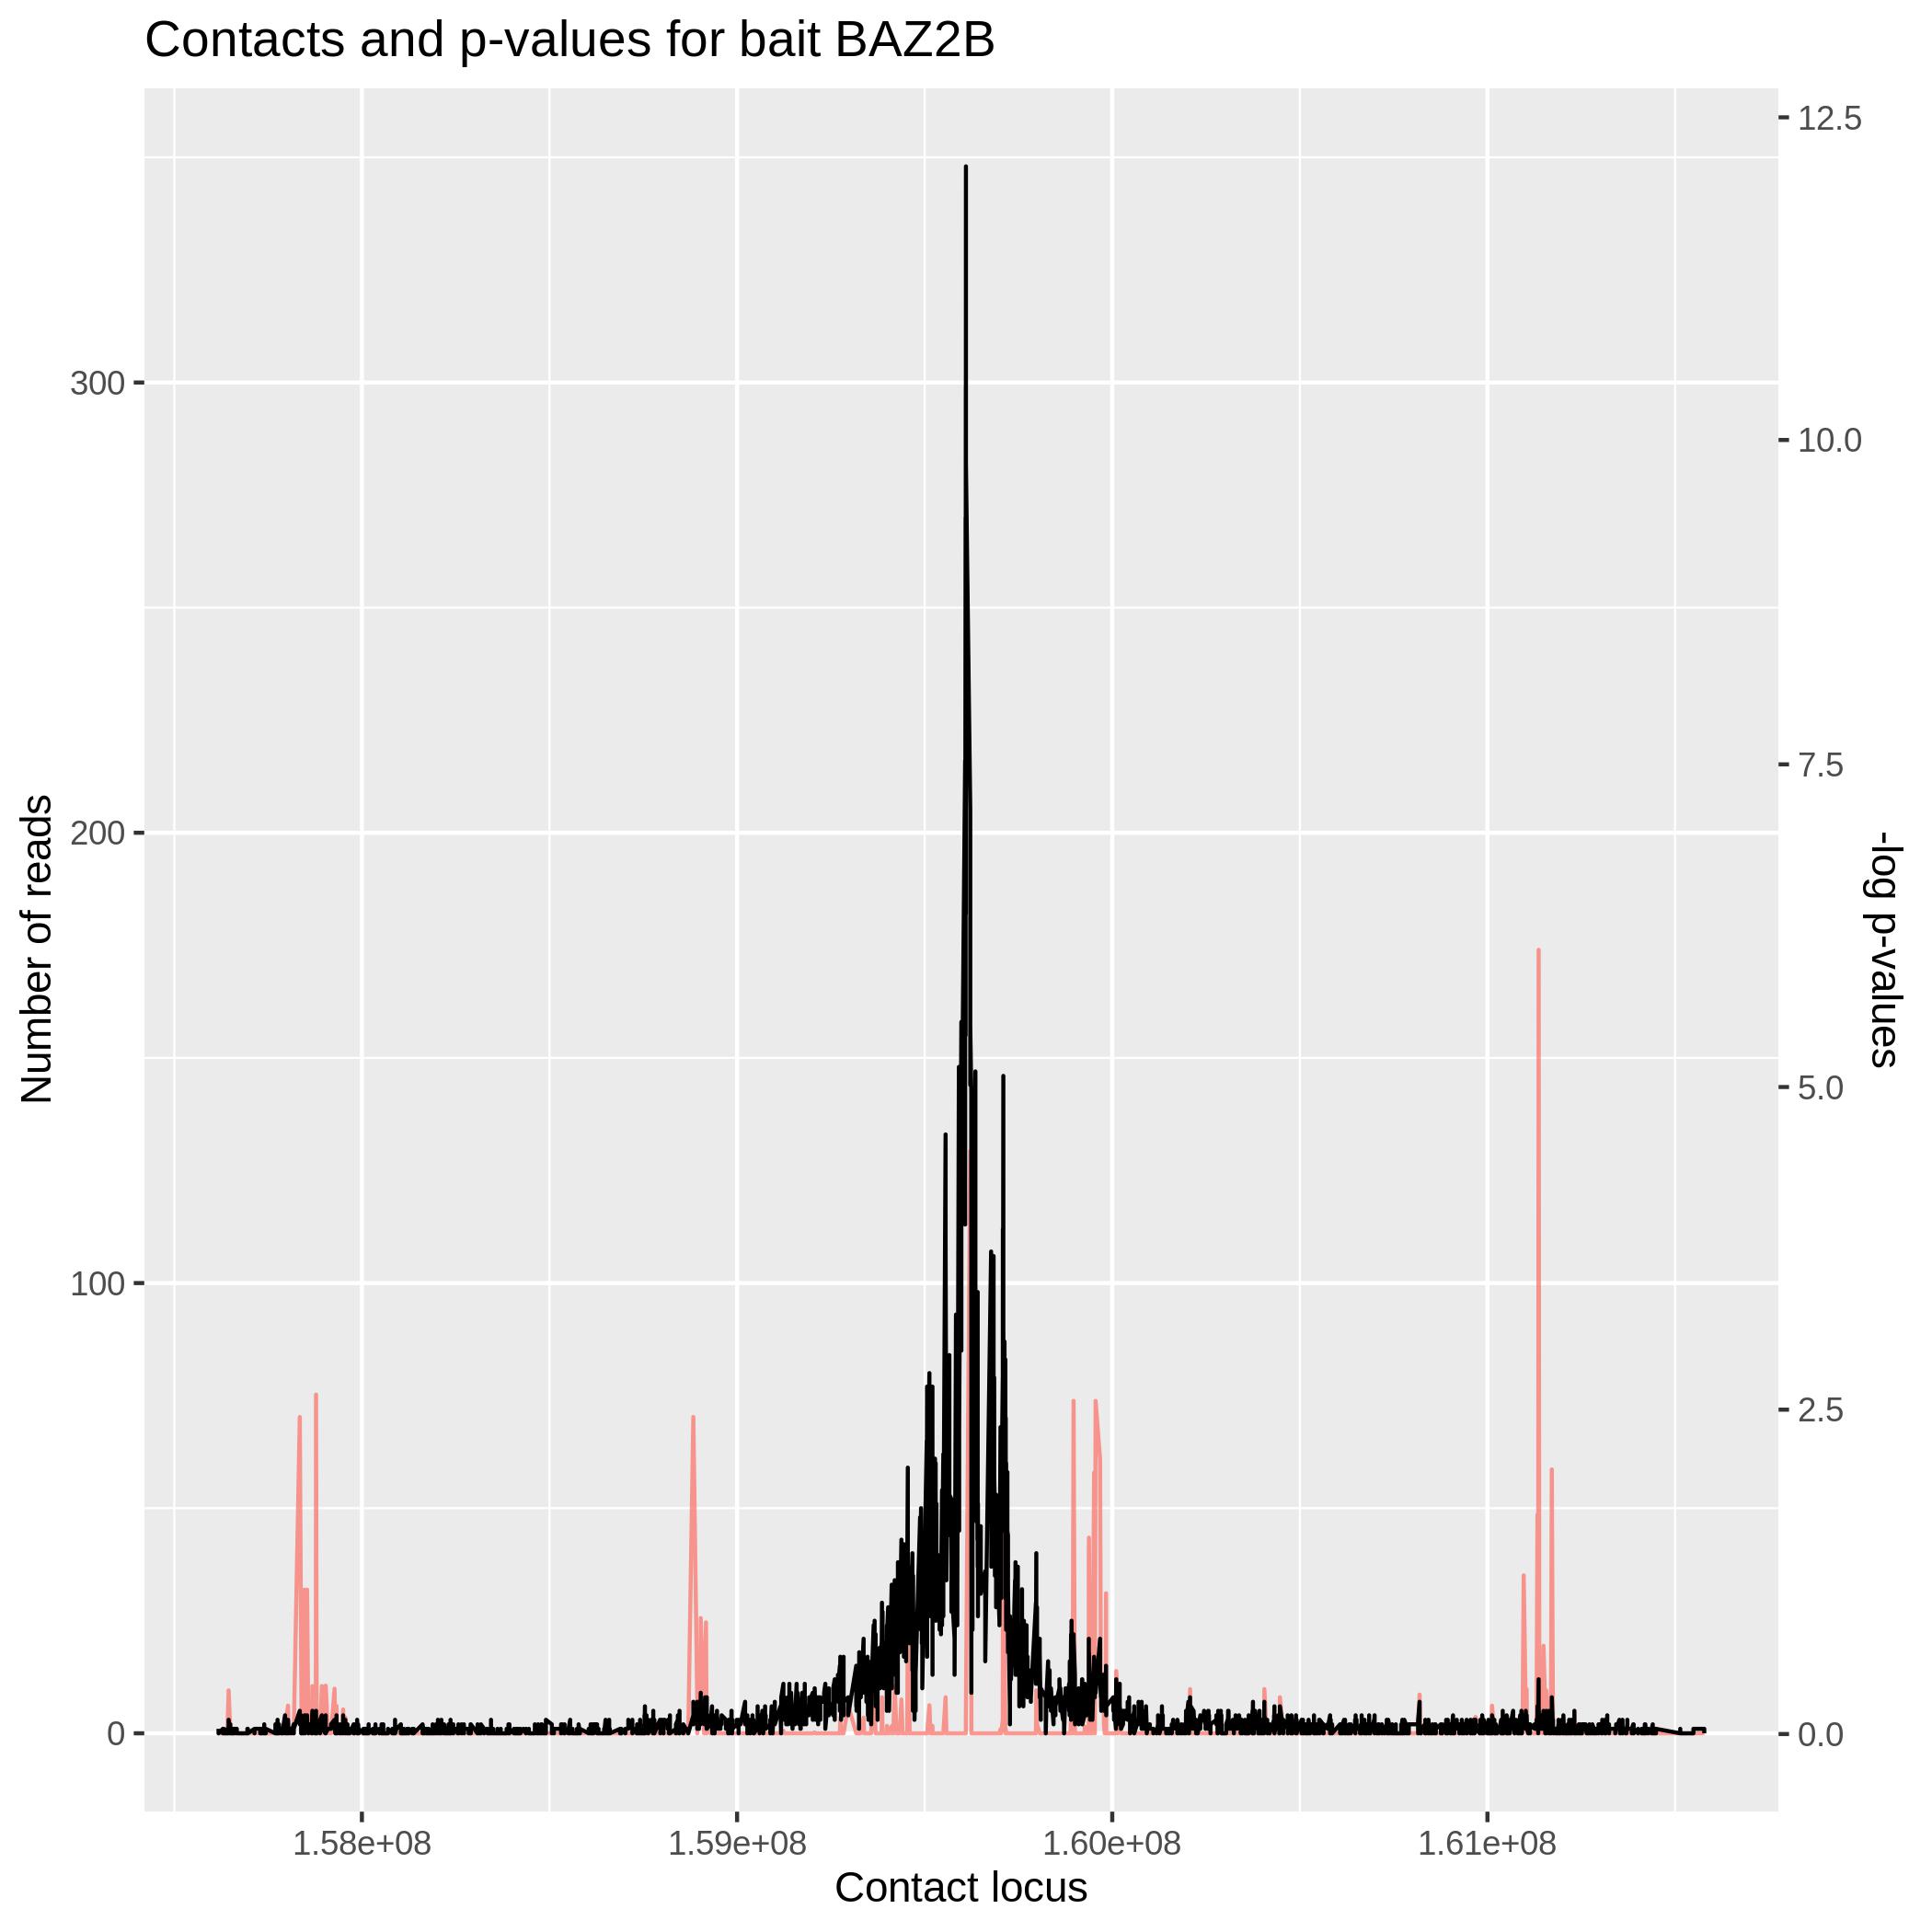 Contacts and p-values for bait BAZ2B
Number of reads
300
200
100
0
12.5
10.0
7.5
5.0
2.5
0.0
-log p-values
1.58e+08
1.59e+08
1.60e+08
1.61e+08
Contact locus